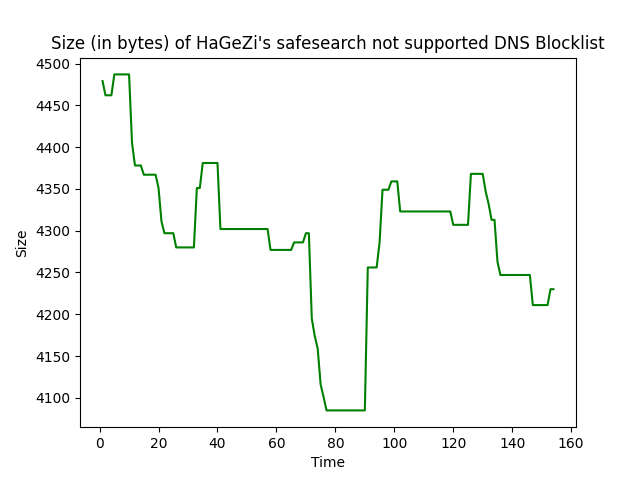 Size (in bytes) of HaGeZi's safesearch not supported DNS Blocklist
4500
4450
4400
4350
4300
4250
4200
4150
4100
Size
0 20 40 60 80 100 120 140 160
Time